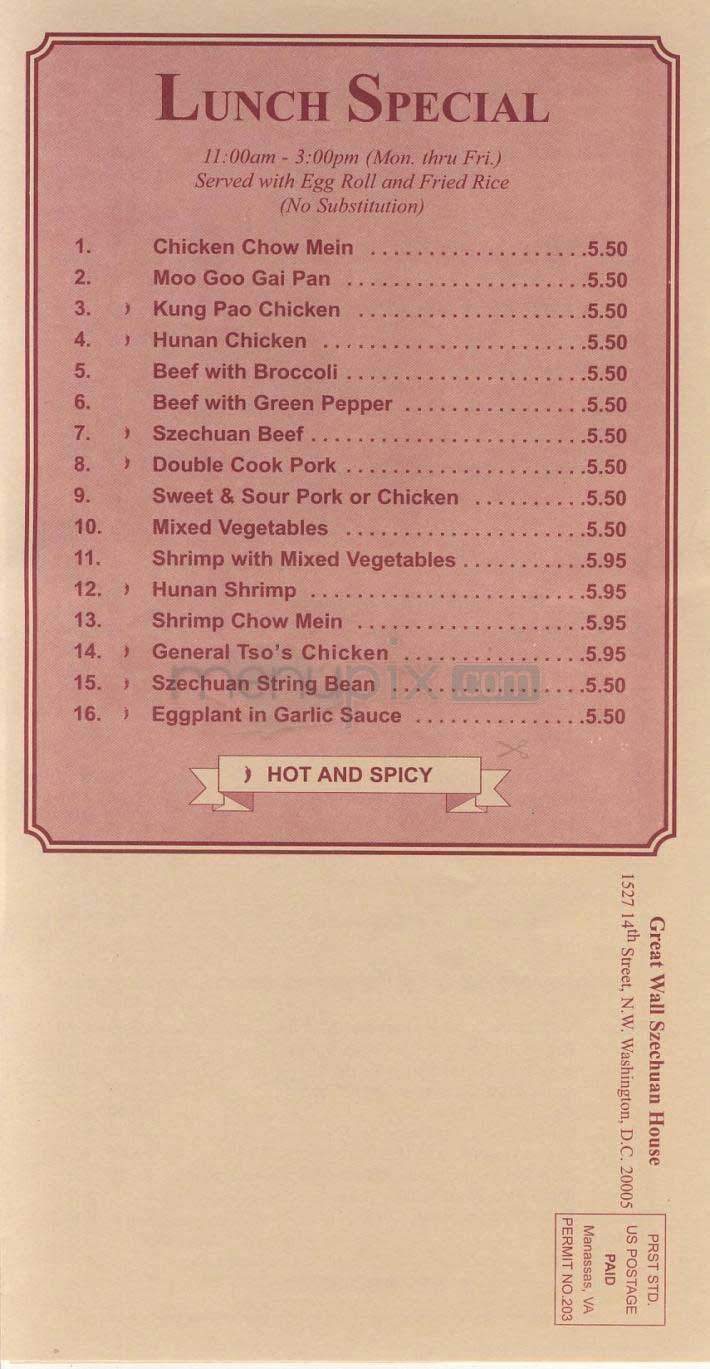 LUNCH SPECIAL
11:00am - 3:00pm (Mon. thru Fri.)
Served with Egg Roll and Fried Rice
(No Substitution)
1. Chicken Chow Mein ...................5.50
2. Moo Goo Gai Pan .....................5.50
3. Kung Pao Chicken ....................5.50
4. Hunan Chicken .......................5.50
5. Beef with Broccoli .....................5.50
6. Beef with Green Pepper ................5.50
7. Szechuan Beef ........................5.50
8. Double Cook Pork .....................5.50
9. Sweet & Sour Pork or Chicken ..........5.50
10. Mixed Vegetables .....................5.50
11. Shrimp with Mixed Vegetables ...........5.95
12. Hunan Shrimp ........................5.95
13. Shrimp Chow Mein ....................5.95
14. General Tso's Chicken .................5.95
15. Szechuan String Bean .................5.50
16. Eggplant in Garlic Sauce ...............5.50
menupix.com
HOT AND SPICY
Great Wall Szechuan House
1527 14th Street, N.W. Washington, D.C. 20005
PRST STD.
US POSTAGE
PAID
Manassas, VA
PERMIT NO.203